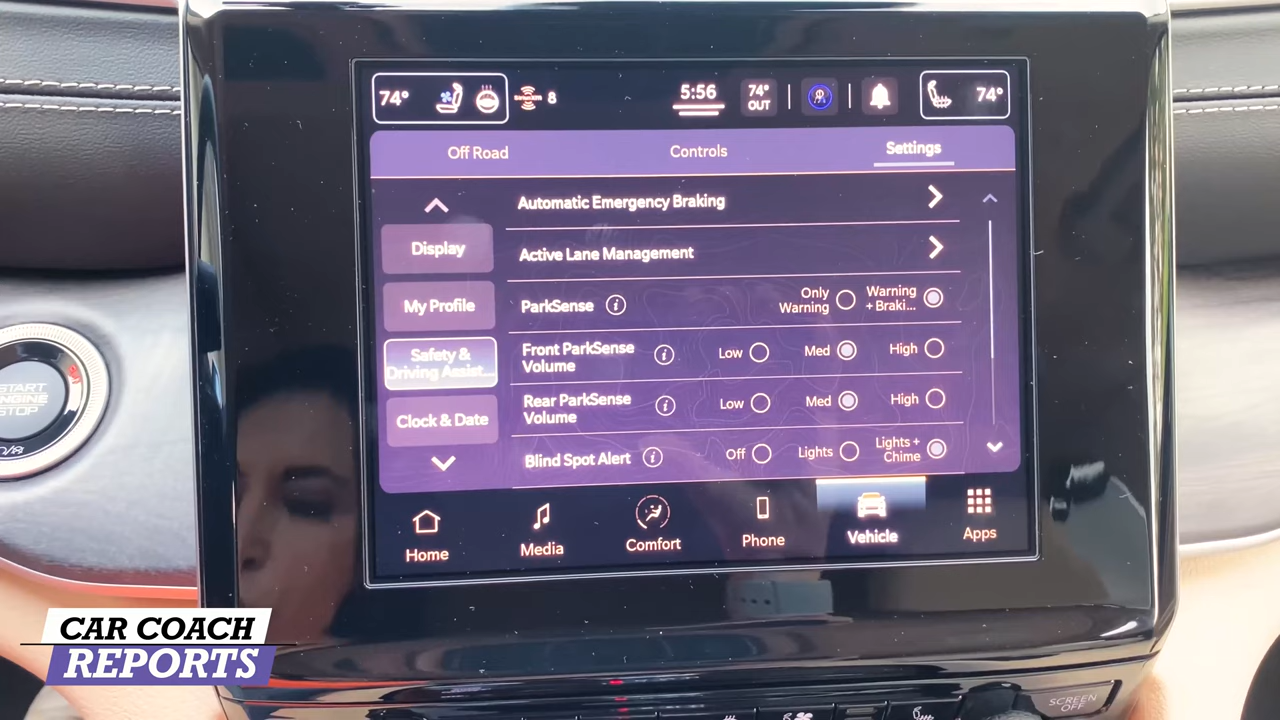 74°
8
5:56
74°
OUT
74°
Off Road
Controls
Settings
Display
My Profile
Safety &
Driving Assist...
Clock & Date
Automatic Emergency Braking
Active Lane Management
ParkSense
Only
Warning
Warning
+ Braki...
Front ParkSense
Volume
Low
Med
High
Rear ParkSense
Volume
Low
Med
High
Blind Spot Alert
Off
Lights
Lights +
Chime
Home
Media
Comfort
Phone
Vehicle
Apps
START
ENGINE
STOP
CAR COACH
REPORTS
SCREEN
OFF